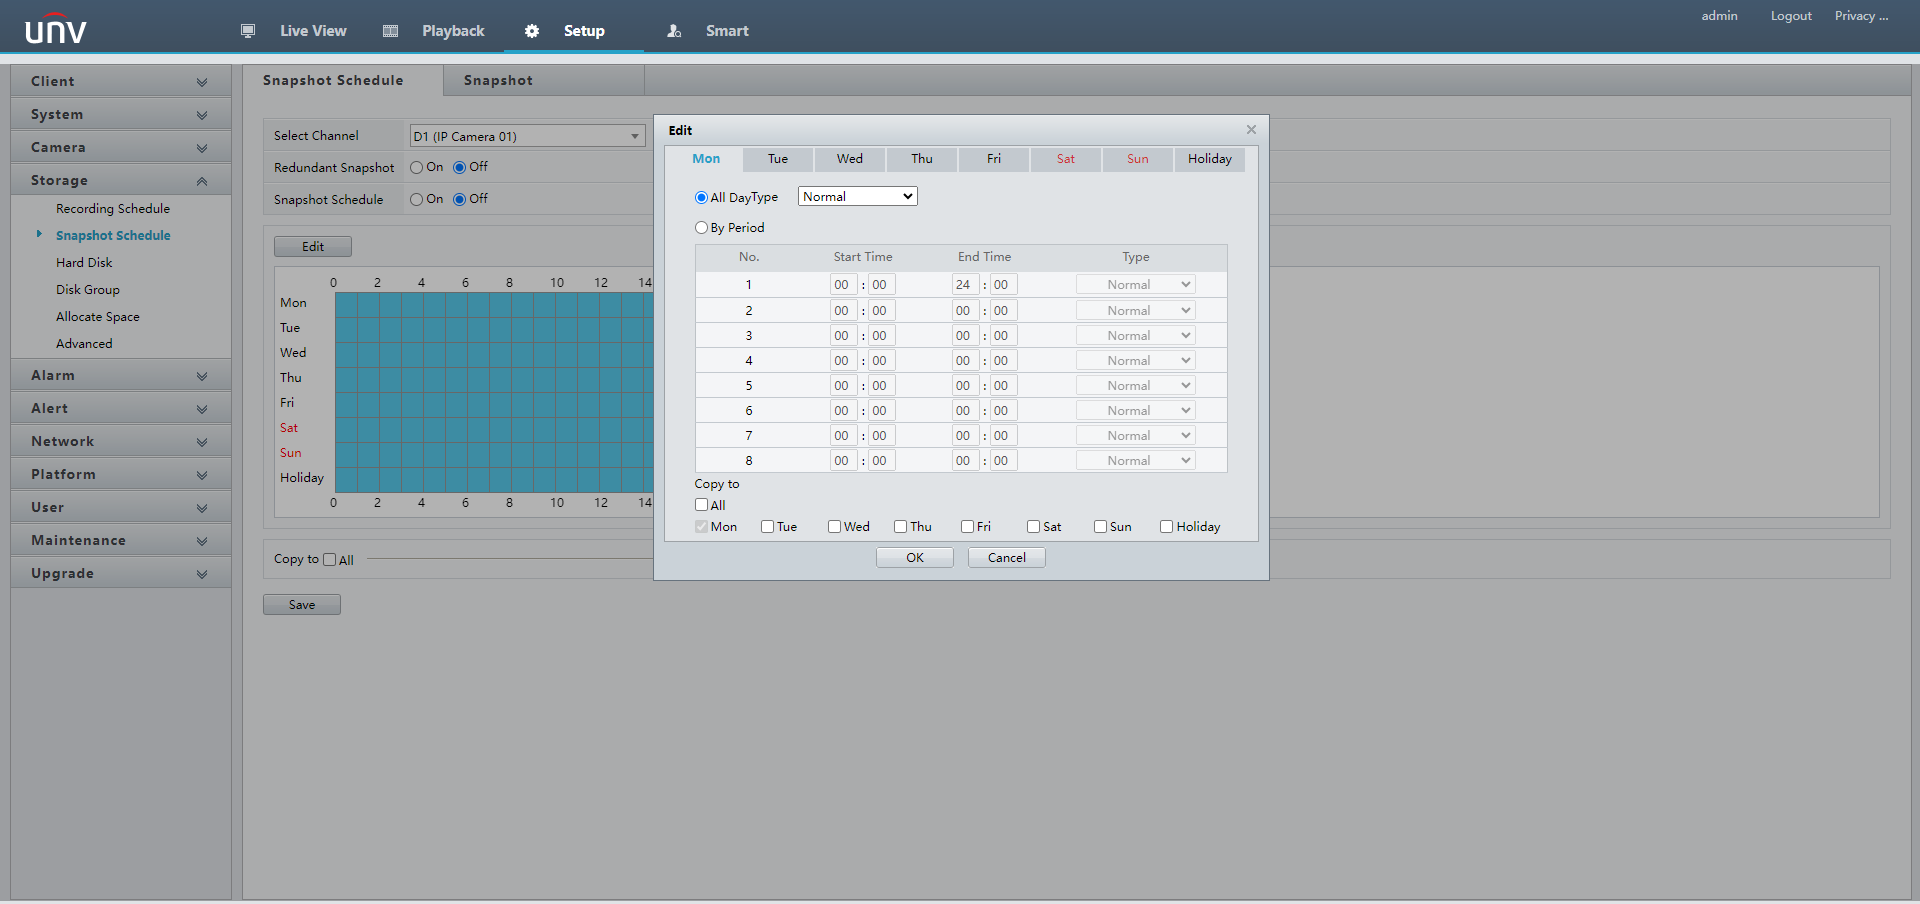 unv
Live View
Playback
Setup
Smart
admin
Logout
Privacy ...
Client
System
Camera
Storage
Recording Schedule
Snapshot Schedule
Hard Disk
Disk Group
Allocate Space
Advanced
Alarm
Alert
Network
Platform
User
Maintenance
Upgrade
Snapshot Schedule
Snapshot
Select Channel D1 (IP Camera 01)
Redundant Snapshot On Off
Snapshot Schedule On Off
Edit
0 2 4 6 8 10 12 14
Mon
Tue
Wed
Thu
Fri
Sat
Sun
Holiday
0 2 4 6 8 10 12 14
Copy to All
Save
Edit
Mon Tue Wed Thu Fri Sat Sun Holiday
All DayType Normal
By Period
No. Start Time End Time Type
1 00 : 00 24 : 00 Normal
2 00 : 00 00 : 00 Normal
3 00 : 00 00 : 00 Normal
4 00 : 00 00 : 00 Normal
5 00 : 00 00 : 00 Normal
6 00 : 00 00 : 00 Normal
7 00 : 00 00 : 00 Normal
8 00 : 00 00 : 00 Normal
Copy to
All
Mon Tue Wed Thu Fri Sat Sun Holiday
OK Cancel